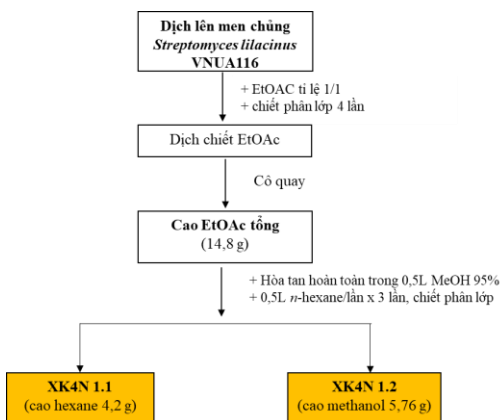 Dịch lên men chủng
Streptomyces lilacinus
VNUA116
+ EtOAC tỉ lệ 1/1
+ chiết phân lớp 4 lần
Dịch chiết EtOAc
Cô quay
Cao EtOAc tổng
(14,8 g)
+ Hòa tan hoàn toàn trong 0,5L MeOH 95%
+ 0,5L n-hexane/lần x 3 lần, chiết phân lớp
XK4N 1.1
(cao hexane 4,2 g)
XK4N 1.2
(cao methanol 5,76 g)